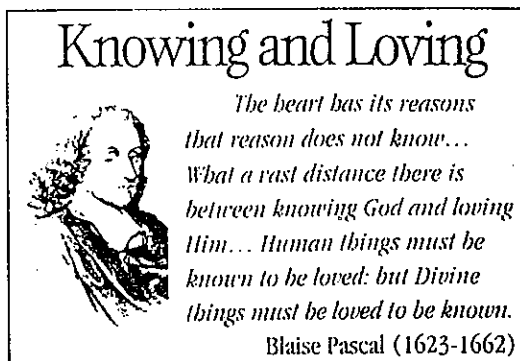 Knowing and Loving
The heart has its reasons
that reason does not know...
What a vast distance there is
between knowing God and loving
Him... Human things must be
known to be loved: but Divine
things must be loved to be known.
Blaise Pascal (1623-1662)